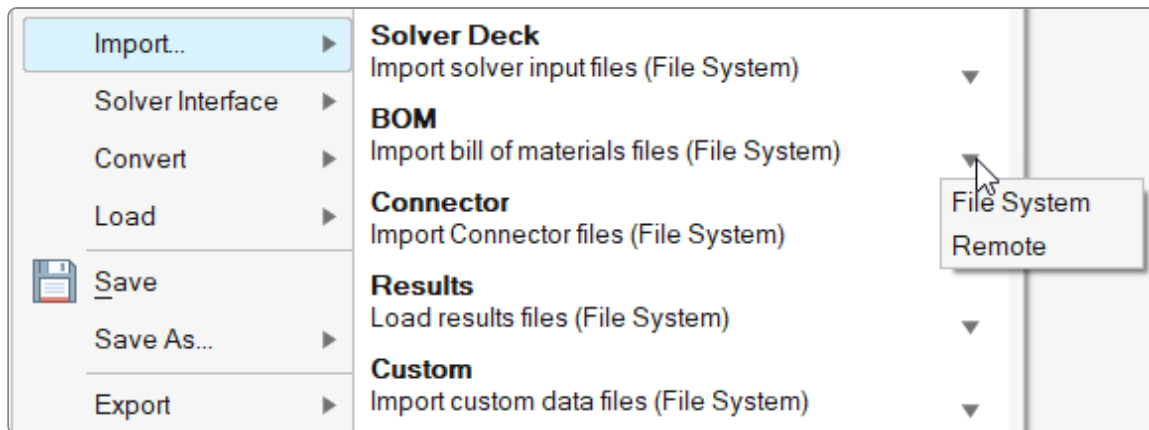 Import...
Solver Interface
Convert
Load
Save
Save As...
Export
Solver Deck
Import solver input files (File System)
BOM
Import bill of materials files (File System)
Connector
Import Connector files (File System)
Results
Load results files (File System)
Custom
Import custom data files (File System)
File System
Remote